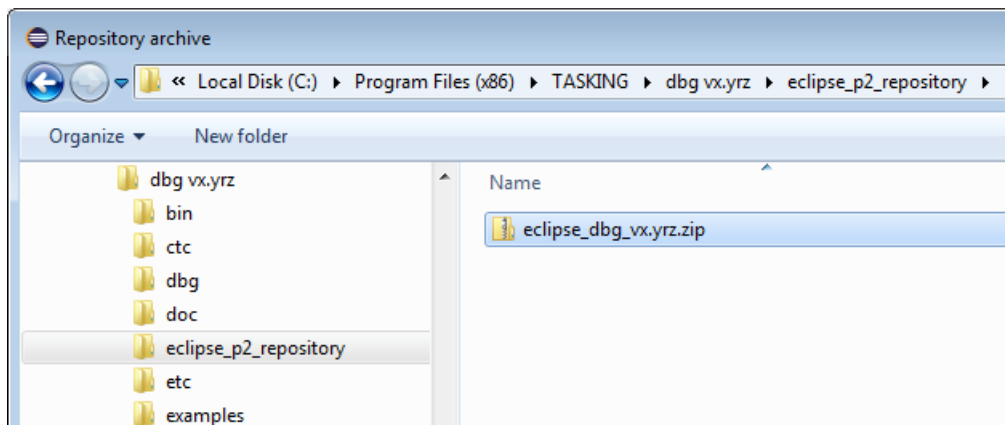 Repository archive
« Local Disk (C:) ▸ Program Files (x86) ▸ TASKING ▸ dbg vx.yrz ▸ eclipse_p2_repository ▸
Organize ▾ New folder
dbg vx.yrz
bin
ctc
dbg
doc
eclipse_p2_repository
etc
examples
Name
eclipse_dbg_vx.yrz.zip